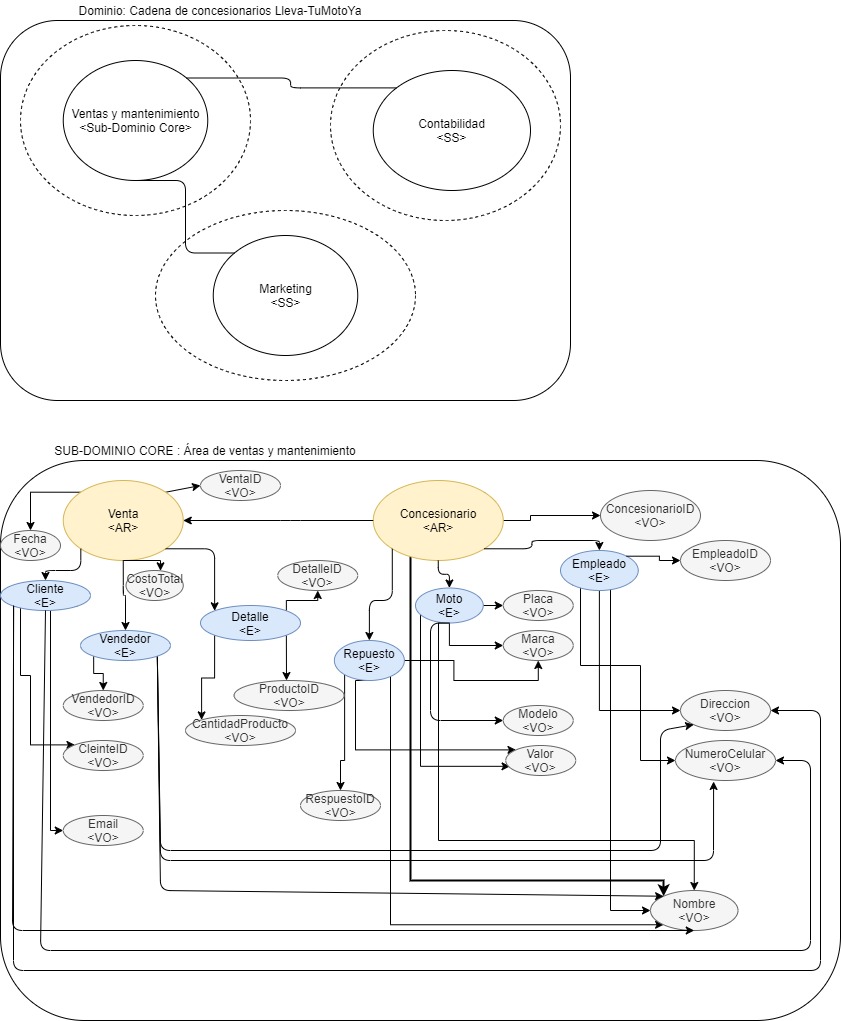 Dominio: Cadena de concesionarios Lleva-TuMotoYa
Ventas y mantenimiento
<Sub-Dominio Core>
Contabilidad
<SS>
Marketing
<SS>
SUB-DOMINIO CORE : Área de ventas y mantenimiento
VentaID
<VO>
Venta
<AR>
Concesionario
<AR>
ConcesionarioID
<VO>
Fecha
<VO>
CostoTotal
<VO>
DetalleID
<VO>
Empleado
<E>
EmpleadoID
<VO>
Cliente
<E>
Detalle
<E>
Moto
<E>
Placa
<VO>
Vendedor
<E>
Repuesto
<E>
Marca
<VO>
VendedorID
<VO>
ProductoID
<VO>
CantidadProducto
<VO>
Modelo
<VO>
Direccion
<VO>
CleinteID
<VO>
Valor
<VO>
NumeroCelular
<VO>
RespuestoID
<VO>
Email
<VO>
Nombre
<VO>